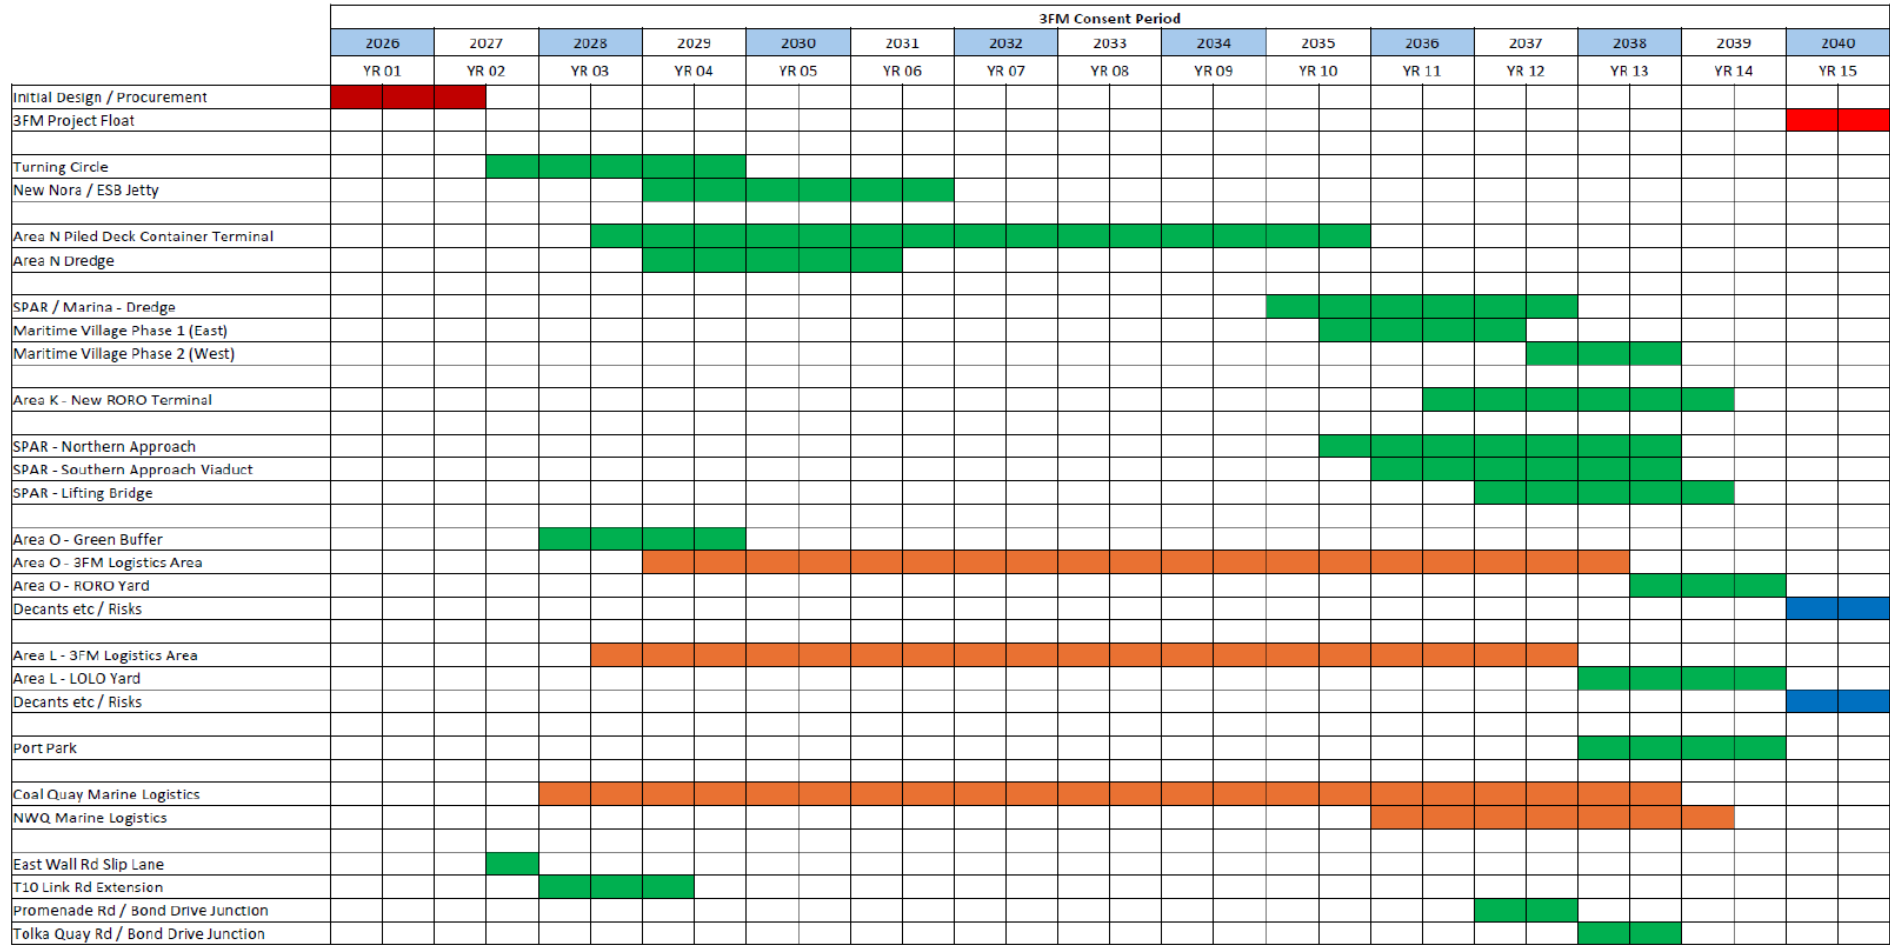 3FM Consent Period
2026 2027 2028 2029 2030 2031 2032 2033 2034 2035 2036 2037 2038 2039 2040
YR 01 YR 02 YR 03 YR 04 YR 05 YR 06 YR 07 YR 08 YR 09 YR 10 YR 11 YR 12 YR 13 YR 14 YR 15
Initial Design / Procurement
3FM Project Float
Turning Circle
New Nora / ESB Jetty
Area N Piled Deck Container Terminal
Area N Dredge
SPAR / Marina - Dredge
Maritime Village Phase 1 (East)
Maritime Village Phase 2 (West)
Area K - New RORO Terminal
SPAR - Northern Approach
SPAR - Southern Approach Viaduct
SPAR - Lifting Bridge
Area O - Green Buffer
Area O - 3FM Logistics Area
Area O - RORO Yard
Decants etc / Risks
Area L - 3FM Logistics Area
Area L - LOLO Yard
Decants etc / Risks
Port Park
Coal Quay Marine Logistics
NWQ Marine Logistics
East Wall Rd Slip Lane
T10 Link Rd Extension
Promenade Rd / Bond Drive Junction
Tolka Quay Rd / Bond Drive Junction